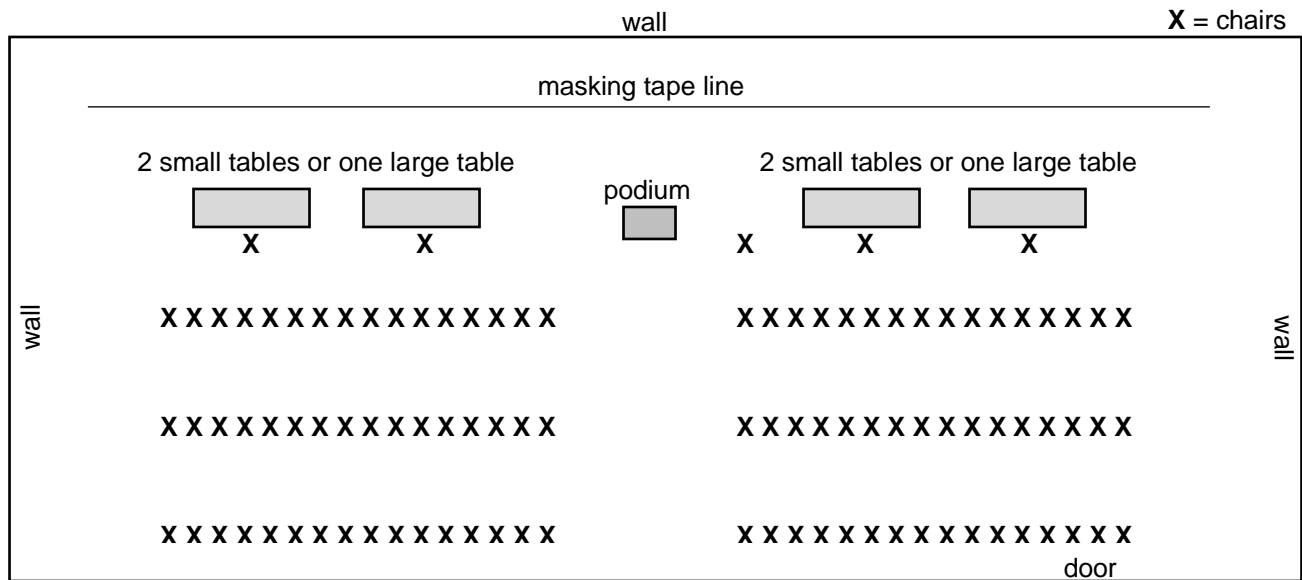 wall
X = chairs
masking tape line
2 small tables or one large table
2 small tables or one large table
podium
X X X X X
wall
X X X X X X X X X X X X X X X X
X X X X X X X X X X X X X X X X
wall
X X X X X X X X X X X X X X X X
X X X X X X X X X X X X X X X X
X X X X X X X X X X X X X X X X
X X X X X X X X X X X X X X X X
door